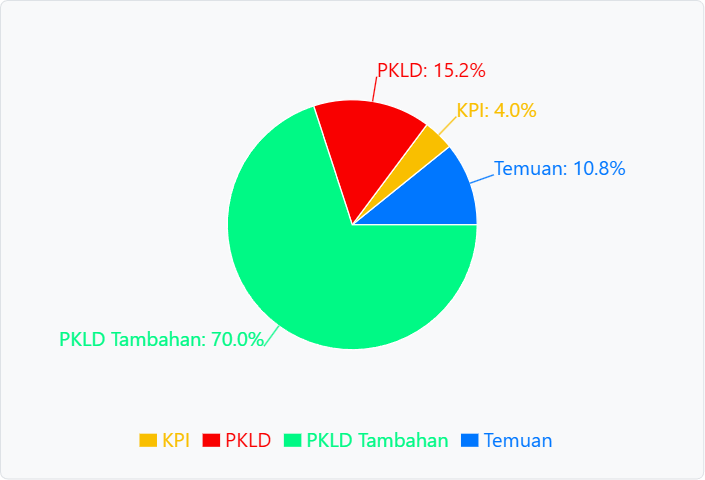 PKLD: 15.2%
KPI: 4.0%
Temuan: 10.8%
PKLD Tambahan: 70.0%
KPI PKLD PKLD Tambahan Temuan